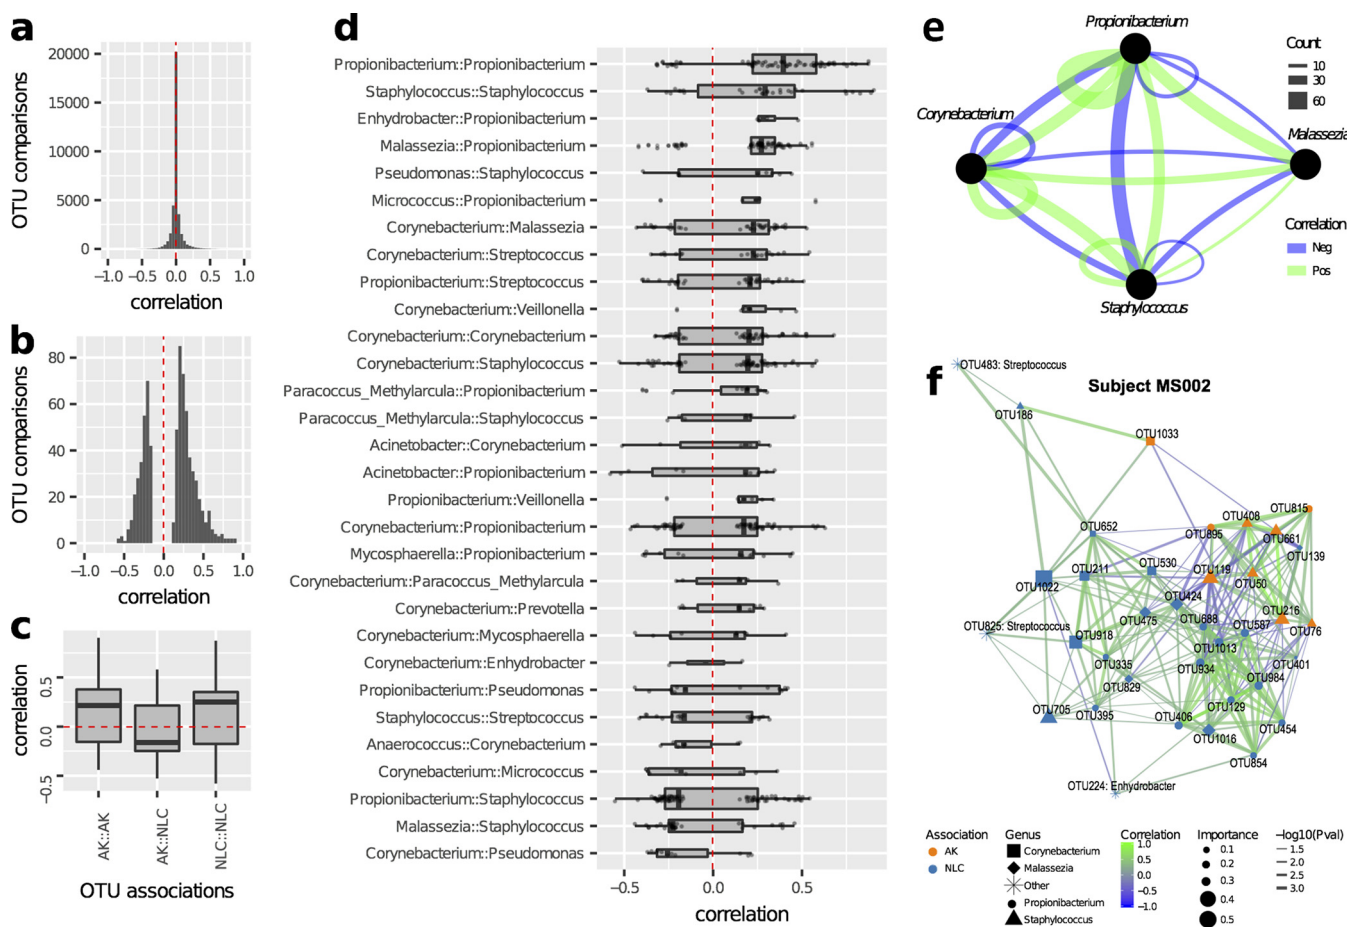 a
20000
15000
10000
5000
0
OTU comparisons
−1.0 −0.5 0.0 0.5 1.0
correlation
b
80
60
40
20
0
OTU comparisons
−1.0 −0.5 0.0 0.5 1.0
correlation
c
0.5
0.0
−0.5
correlation
AK::AK
AK::NLC
NLC::NLC
OTU associations
d
Propionibacterium::Propionibacterium
Staphylococcus::Staphylococcus
Enhydrobacter::Propionibacterium
Malassezia::Propionibacterium
Pseudomonas::Staphylococcus
Micrococcus::Propionibacterium
Corynebacterium::Malassezia
Corynebacterium::Streptococcus
Propionibacterium::Streptococcus
Corynebacterium::Veillonella
Corynebacterium::Corynebacterium
Corynebacterium::Staphylococcus
Paracoccus_Methylarcula::Propionibacterium
Paracoccus_Methylarcula::Staphylococcus
Acinetobacter::Corynebacterium
Acinetobacter::Propionibacterium
Propionibacterium::Veillonella
Corynebacterium::Propionibacterium
Mycosphaerella::Propionibacterium
Corynebacterium::Paracoccus_Methylarcula
Corynebacterium::Prevotella
Corynebacterium::Mycosphaerella
Corynebacterium::Enhydrobacter
Propionibacterium::Pseudomonas
Staphylococcus::Streptococcus
Anaerococcus::Corynebacterium
Corynebacterium::Micrococcus
Propionibacterium::Staphylococcus
Malassezia::Staphylococcus
Corynebacterium::Pseudomonas
−0.5 0.0 0.5
correlation
e
Propionibacterium
Corynebacterium
Malassezia
Staphylococcus
Count
10
30
60
Correlation
Neg
Pos
f
Subject MS002
OTU483: Streptococcus
OTU186
OTU1033
OTU815
OTU408
OTU652
OTU895
OTU661
OTU139
OTU530
OTU211
OTU119
OTU50
OTU1022
OTU424
OTU216
OTU825: Streptococcus
OTU475
OTU688
OTU587
OTU76
OTU918
OTU1013
OTU335
OTU934
OTU401
OTU984
OTU829
OTU705
OTU395
OTU406
OTU129
OTU454
OTU1016
OTU854
OTU224: Enhydrobacter
Association
AK
NLC
Genus
Corynebacterium
Malassezia
Other
Propionibacterium
Staphylococcus
Correlation
1.0
0.5
0.0
−0.5
−1.0
Importance
0.1
0.2
0.3
0.4
0.5
−log10(Pval)
1.5
2.0
2.5
3.0